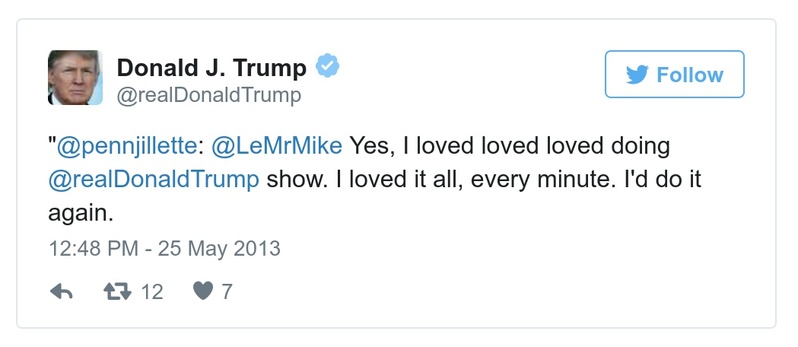 Donald J. Trump
@realDonaldTrump
Follow
"@pennjillette: @LeMrMike Yes, I loved loved loved doing
@realDonaldTrump show. I loved it all, every minute. I'd do it
again.
12:48 PM - 25 May 2013
12 7